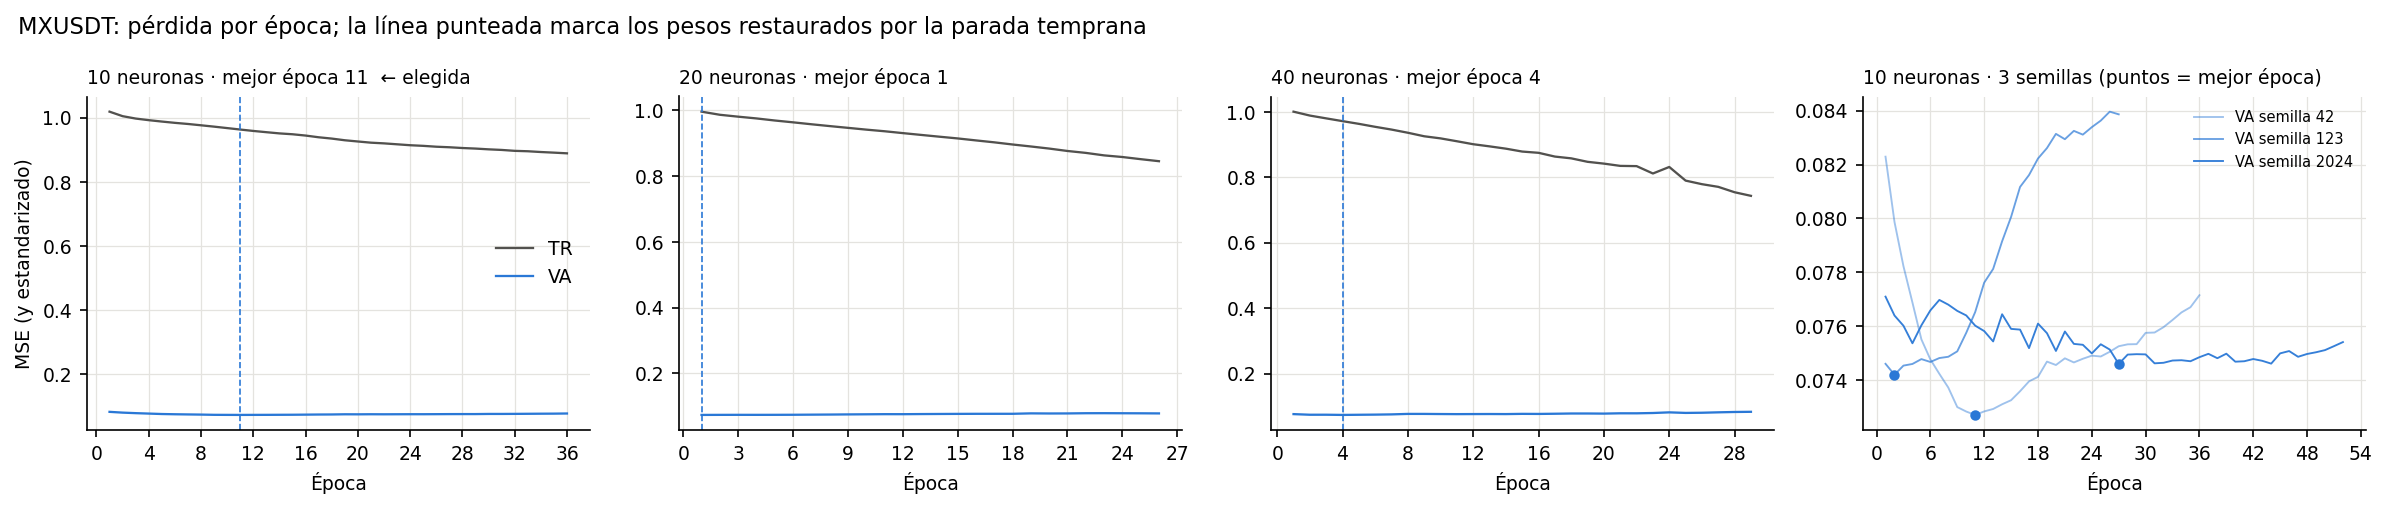 MXUSDT: pérdida por época; la línea punteada marca los pesos restaurados por la parada temprana
10 neuronas · mejor época 11 ← elegida
MSE (y estandarizado)
1.0
0.8
0.6
0.4
0.2
TR
VA
0 4 8 12 16 20 24 28 32 36
Época
20 neuronas · mejor época 1
1.0
0.8
0.6
0.4
0.2
0 3 6 9 12 15 18 21 24 27
Época
40 neuronas · mejor época 4
1.0
0.8
0.6
0.4
0.2
0 4 8 12 16 20 24 28
Época
10 neuronas · 3 semillas (puntos = mejor época)
0.084
0.082
0.080
0.078
0.076
0.074
VA semilla 42
VA semilla 123
VA semilla 2024
0 6 12 18 24 30 36 42 48 54
Época